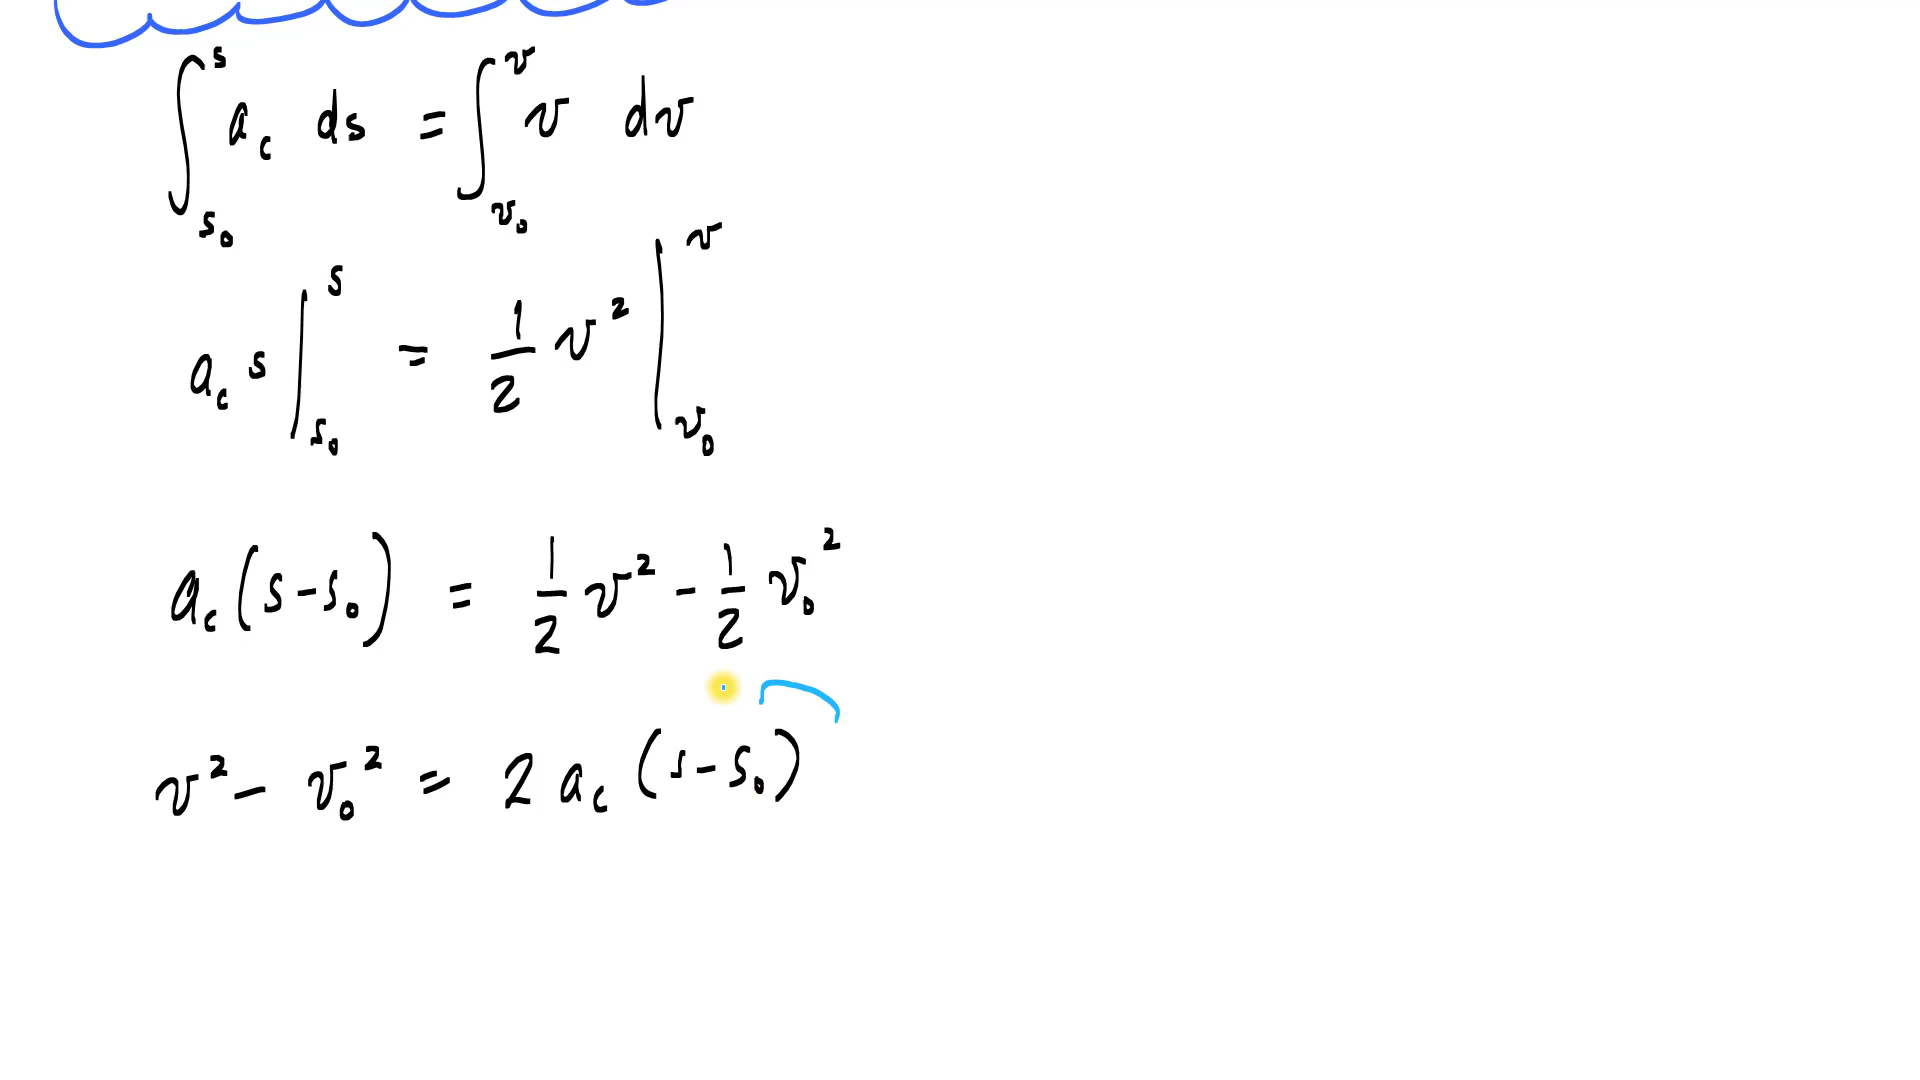 ∫_{s₀}^{s} a_c ds = ∫_{v₀}^{v} v dv
a_c s |_{s₀}^{s} = 1/2 v² |_{v₀}^{v}
a_c (s - s₀) = 1/2 v² - 1/2 v₀²
v² - v₀² = 2 a_c (s - s₀)